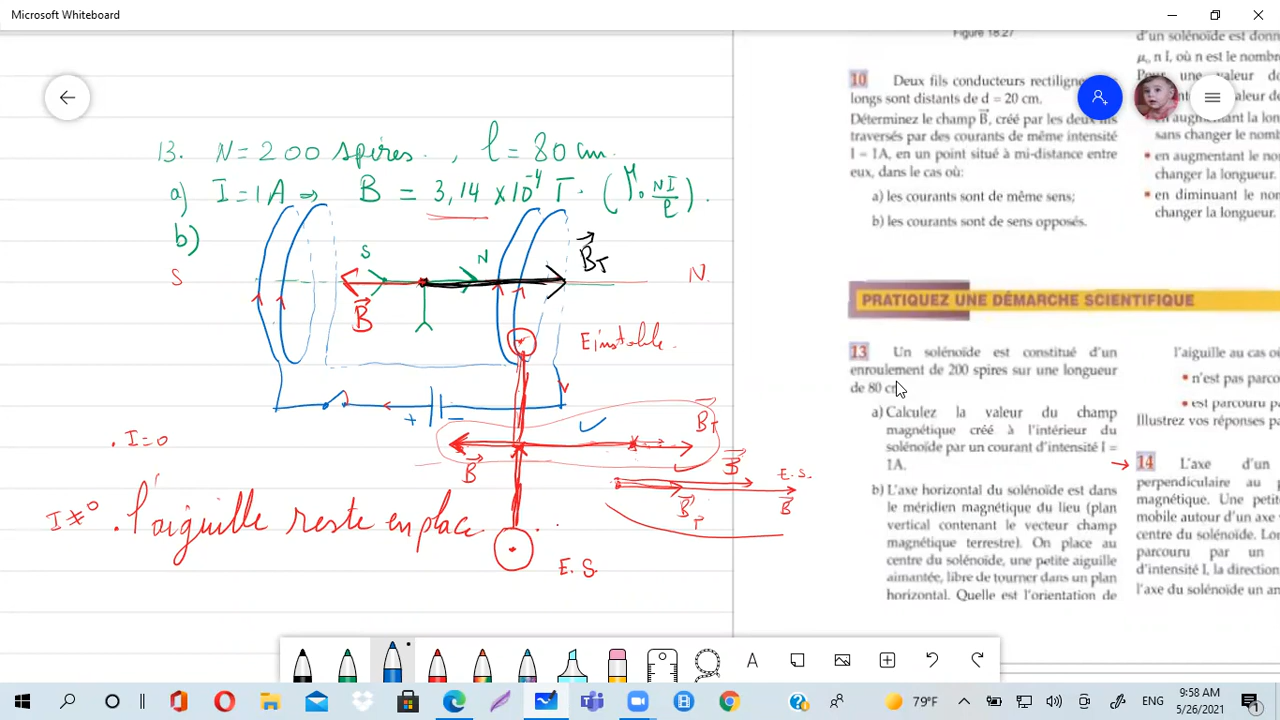 Microsoft Whiteboard
13. N = 200 spires. , l = 80 cm.
a) I = 1A ⇒ B = 3,14 × 10⁻⁴ T. (μ₀ NI/l).
b)
S
S
N
B⃗
B⃗T
N.
E instable.
+
−
. I = 0
B⃗T
B⃗
B⃗
E.S.
B⃗
I ≠ 0 . l'aiguille reste en place.
E.S.
Figure 18.27
10 Deux fils conducteurs rectilignes
longs sont distants de d = 20 cm.
Déterminez le champ B⃗, créé par les deux fils
traversés par des courants de même intensité
I = 1A, en un point situé à mi-distance entre
eux, dans le cas où:
a) les courants sont de même sens;
b) les courants sont de sens opposés.
d'un solénoïde est donn
μ₀ n I, où n est le nombre
Pour une valeur de
en augmentant la lon
sans changer le nom
• en augmentant le nom
changer la longueur.
• en diminuant le nom
changer la longueur.
PRATIQUEZ UNE DÉMARCHE SCIENTIFIQUE
13 Un solénoïde est constitué d'un
enroulement de 200 spires sur une longueur
de 80 cm.
a) Calculez la valeur du champ
magnétique créé à l'intérieur du
solénoïde par un courant d'intensité I =
1A.
b) L'axe horizontal du solénoïde est dans
le méridien magnétique du lieu (plan
vertical contenant le vecteur champ
magnétique terrestre). On place au
centre du solénoïde, une petite aiguille
aimantée, libre de tourner dans un plan
horizontal. Quelle est l'orientation de
l'aiguille au cas où
• n'est pas parco
• est parcouru p
Illustrez vos réponses pa
14 L'axe d'un
perpendiculaire au p
magnétique. Une petite
mobile autour d'un axe v
centre du solénoïde. Lor
parcouru par un
d'intensité I, la direction
l'axe du solénoïde un an
A
79°F
ENG
9:58 AM
5/26/2021